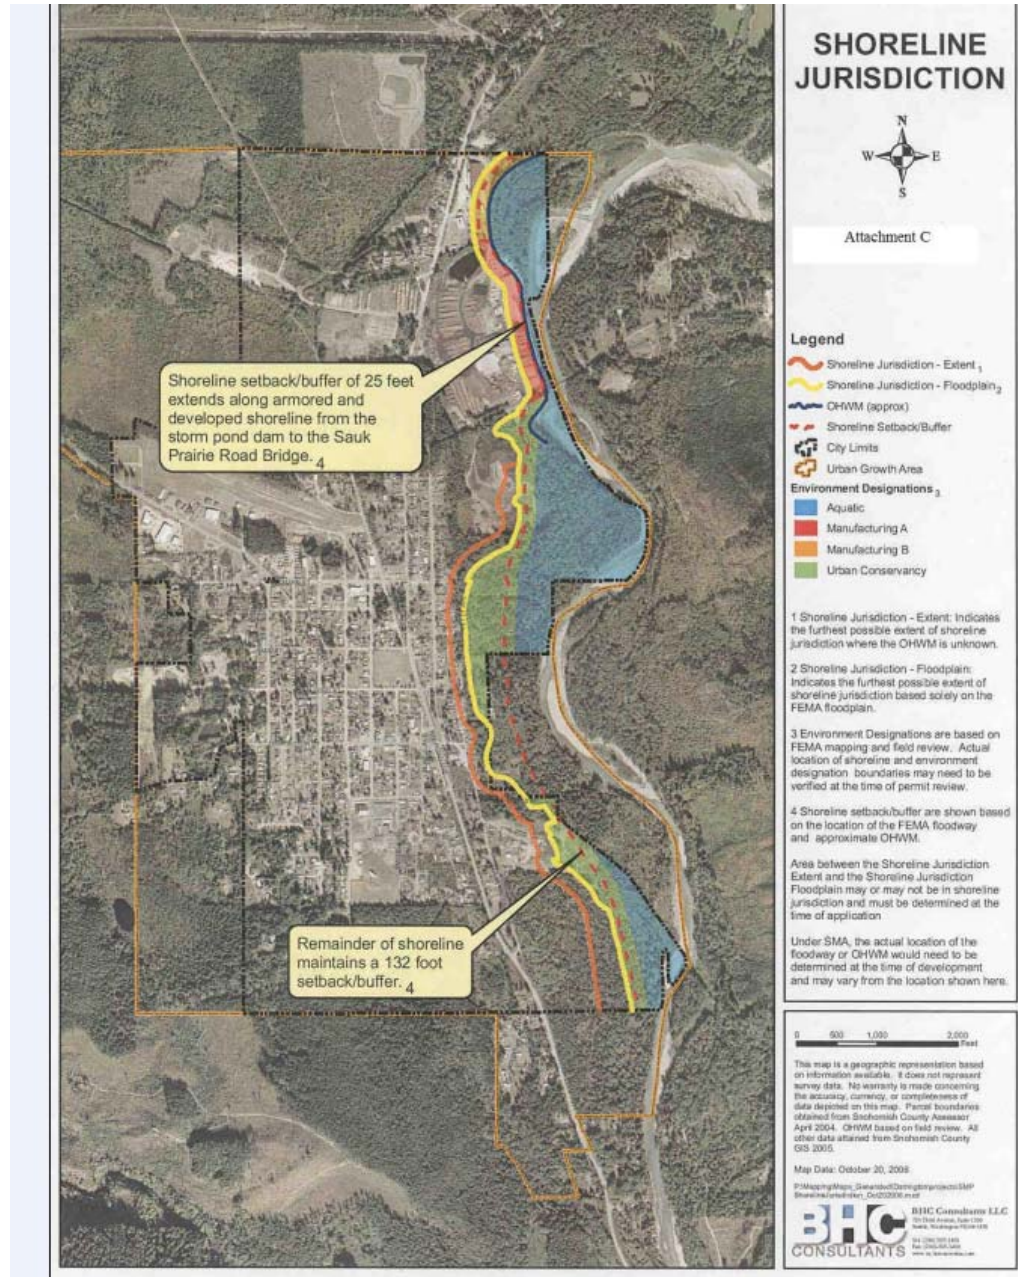 SHORELINE
JURISDICTION
N
W E
S
Attachment C
Legend
Shoreline Jurisdiction - Extent 1
Shoreline Jurisdiction - Floodplain 2
OHWM (approx)
Shoreline Setback/Buffer
City Limits
Urban Growth Area
Environment Designations 3
Aquatic
Manufacturing A
Manufacturing B
Urban Conservancy
1 Shoreline Jurisdiction - Extent: Indicates
the furthest possible extent of shoreline
jurisdiction where the OHWM is unknown.
2 Shoreline Jurisdiction - Floodplain:
Indicates the furthest possible extent of
shoreline jurisdiction based solely on the
FEMA floodplain.
3 Environment Designations are based on
FEMA mapping and field review. Actual
location of shoreline and environment
designation boundaries may need to be
verified at the time of permit review.
4 Shoreline setback/buffer are shown based
on the location of the FEMA floodway
and approximate OHWM.
Area between the Shoreline Jurisdiction
Extent and the Shoreline Jurisdiction
Floodplain may or may not be in shoreline
jurisdiction and must be determined at the
time of application
Under SMA, the actual location of the
floodway or OHWM would need to be
determined at the time of development
and may vary from the location shown here.
Shoreline setback/buffer of 25 feet
extends along armored and
developed shoreline from the
storm pond dam to the Sauk
Prairie Road Bridge. 4
Remainder of shoreline
maintains a 132 foot
setback/buffer. 4
0 500 1,000 2,000
Feet
This map is a geographic representation based
on information available. It does not represent
survey data. No warranty is made concerning
the accuracy, currency, or completeness of
data depicted on this map. Parcel boundaries
obtained from Snohomish County Assessor
April 2004. OHWM based on field review. All
other data attained from Snohomish County
GIS 2005.
Map Data: October 20, 2006
BHC
CONSULTANTS
BHC Consultants LLC